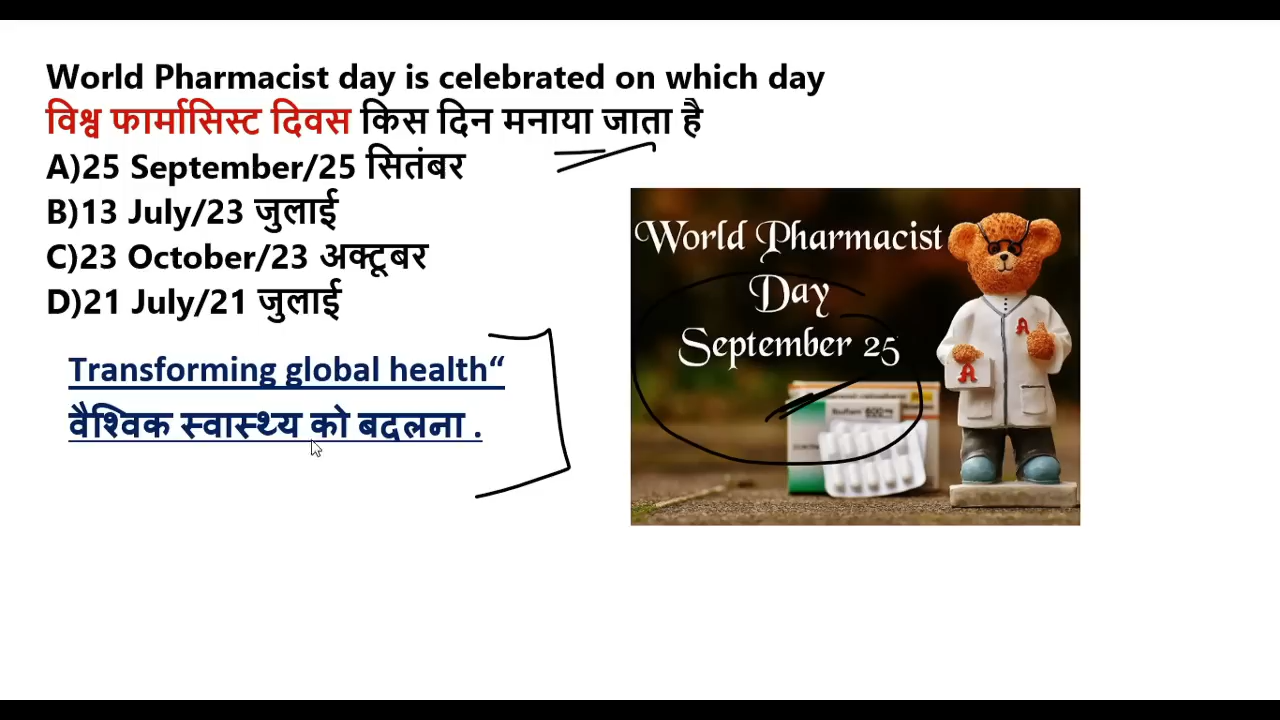 World Pharmacist day is celebrated on which day
विश्व फार्मासिस्ट दिवस किस दिन मनाया जाता है
A)25 September/25 सितंबर
B)13 July/23 जुलाई
C)23 October/23 अक्टूबर
D)21 July/21 जुलाई
Transforming global health“
वैश्विक स्वास्थ्य को बदलना .
World Pharmacist
Day
September 25
A
A